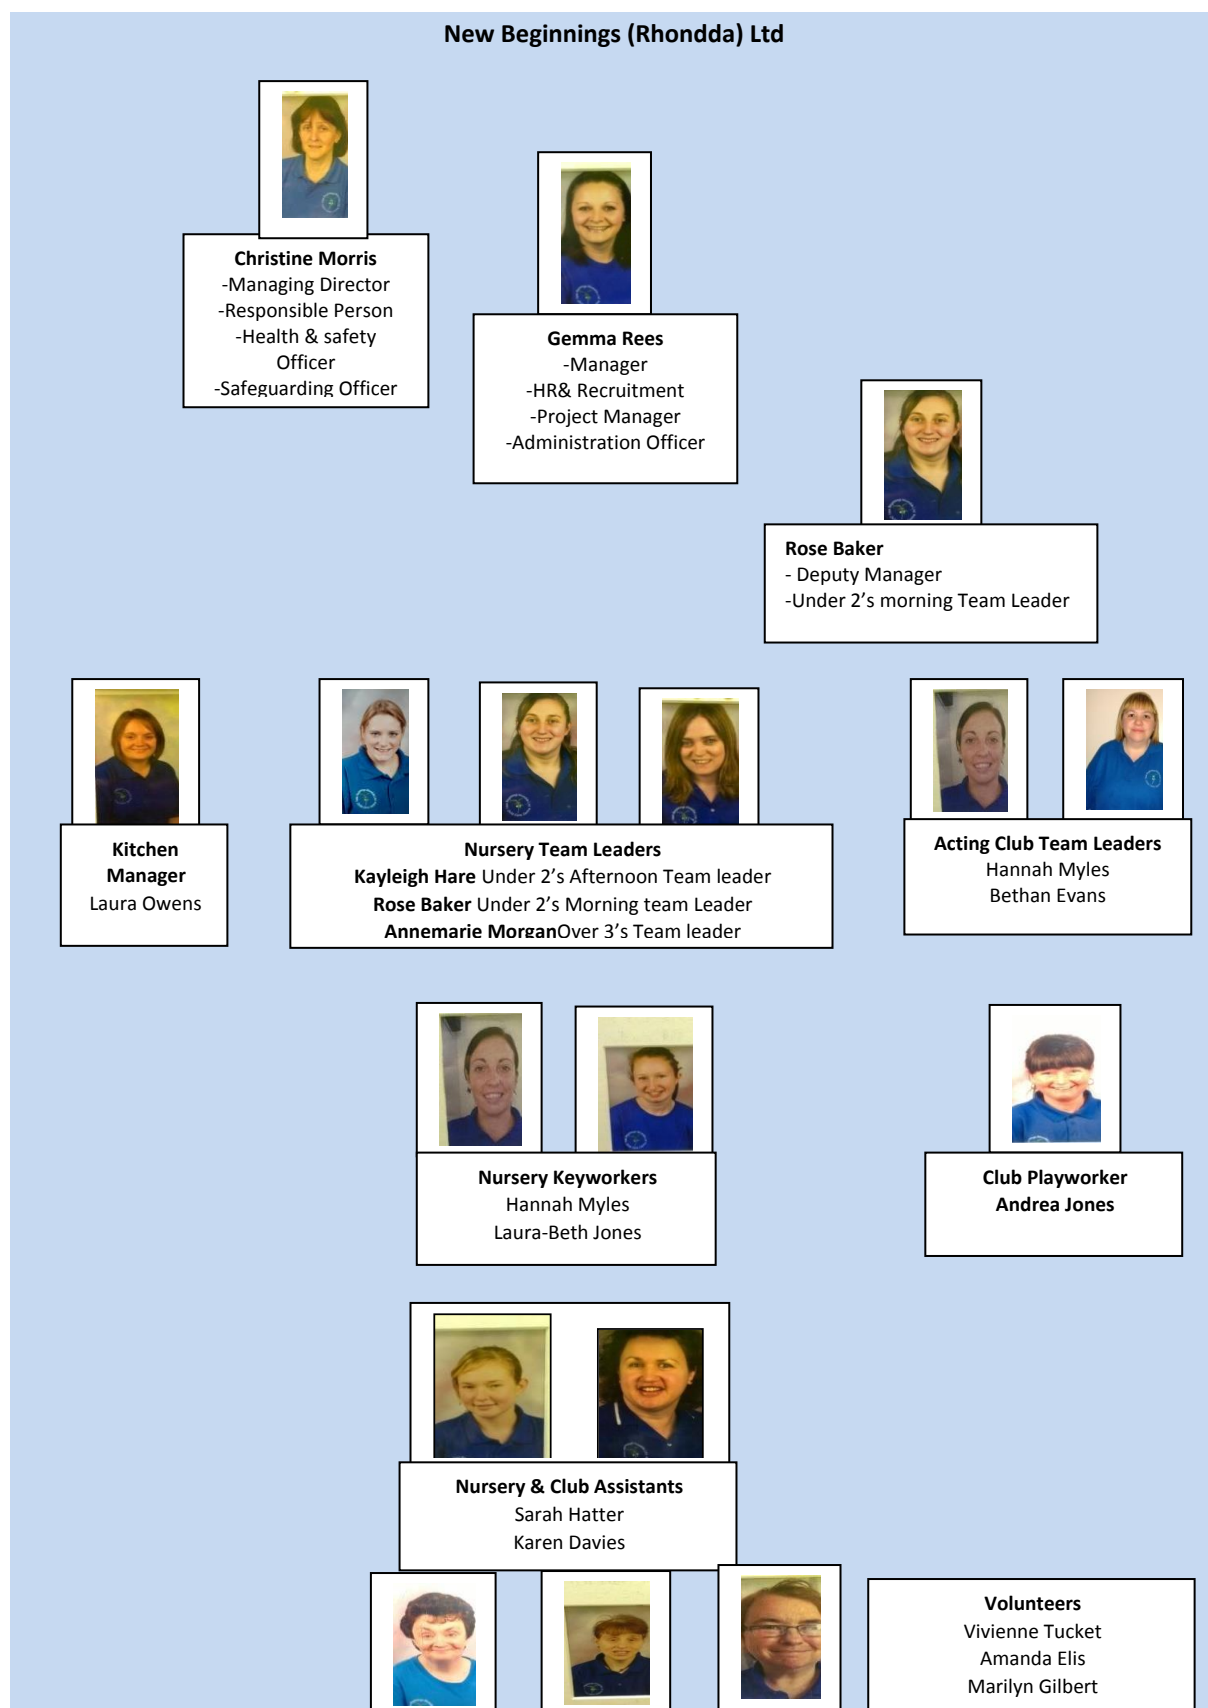 New Beginnings (Rhondda) Ltd
Christine Morris
-Managing Director
-Responsible Person
-Health & safety
Officer
-Safeguarding Officer
Gemma Rees
-Manager
-HR& Recruitment
-Project Manager
-Administration Officer
Rose Baker
- Deputy Manager
-Under 2’s morning Team Leader
Kitchen
Manager
Laura Owens
Nursery Team Leaders
Kayleigh Hare Under 2’s Afternoon Team leader
Rose Baker Under 2’s Morning team Leader
Annemarie MorganOver 3’s Team leader
Acting Club Team Leaders
Hannah Myles
Bethan Evans
Nursery Keyworkers
Hannah Myles
Laura-Beth Jones
Club Playworker
Andrea Jones
Nursery & Club Assistants
Sarah Hatter
Karen Davies
Volunteers
Vivienne Tucket
Amanda Elis
Marilyn Gilbert